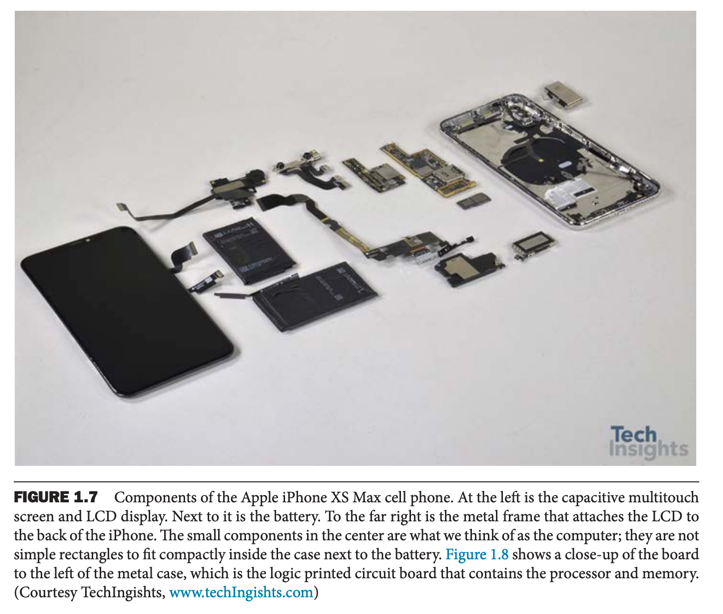 Tech
Insights
FIGURE 1.7 Components of the Apple iPhone XS Max cell phone. At the left is the capacitive multitouch
screen and LCD display. Next to it is the battery. To the far right is the metal frame that attaches the LCD to
the back of the iPhone. The small components in the center are what we think of as the computer; they are not
simple rectangles to fit compactly inside the case next to the battery. Figure 1.8 shows a close-up of the board
to the left of the metal case, which is the logic printed circuit board that contains the processor and memory.
(Courtesy TechIngishts, www.techIngishts.com)